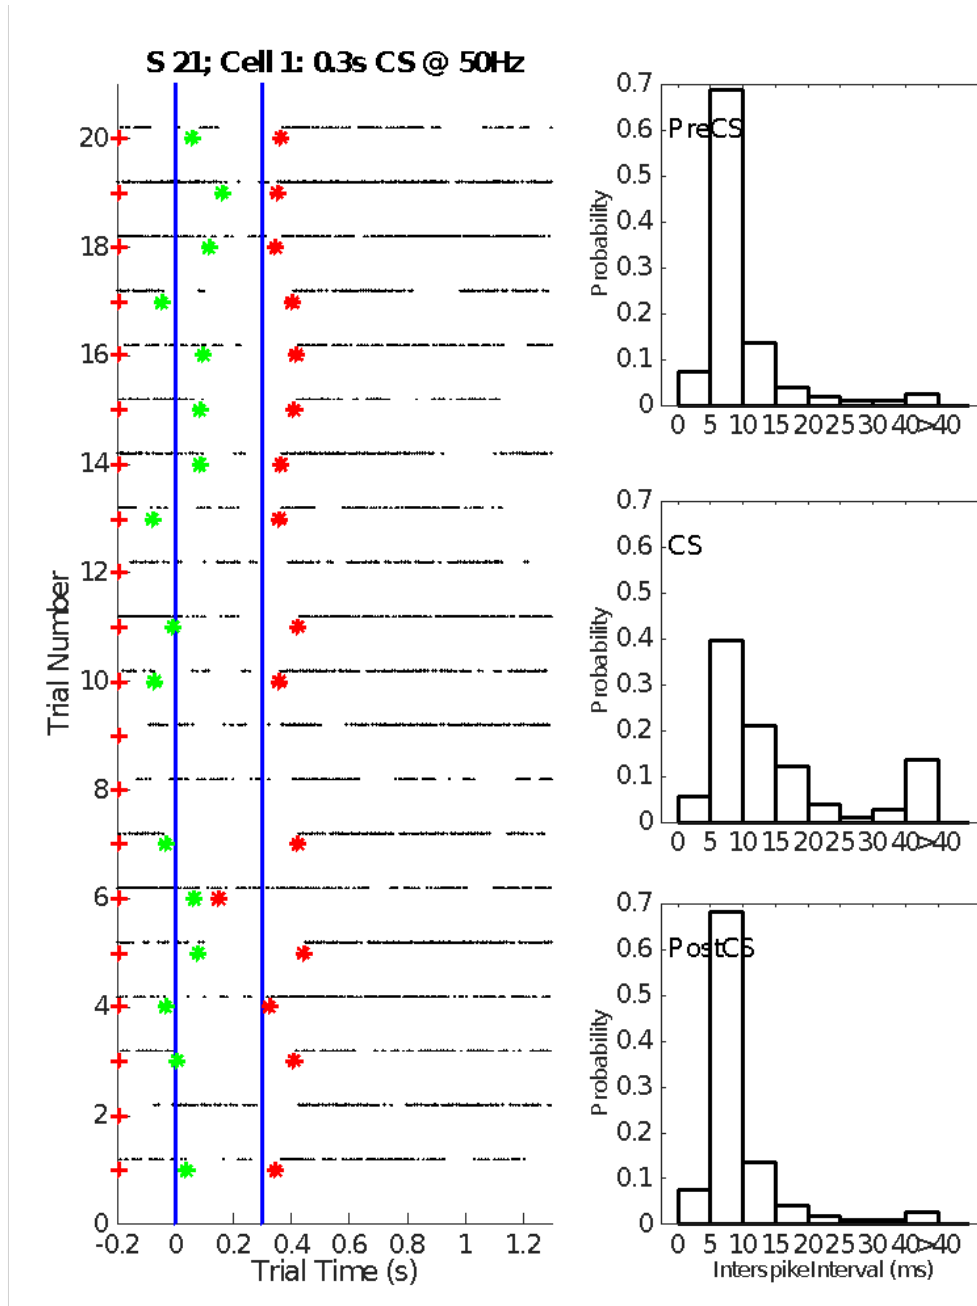 S 21; Cell 1: 0.3s CS @ 50Hz
Trial Number
20
18
16
14
12
10
8
6
4
2
0
-0.2 0 0.2 0.4 0.6 0.8 1 1.2
Trial Time (s)
PreCS
Probability
0.7
0.6
0.5
0.4
0.3
0.2
0.1
0
0 5 10 15 20 25 30 40 >40
CS
Probability
0.7
0.6
0.5
0.4
0.3
0.2
0.1
0
0 5 10 15 20 25 30 40 >40
PostCS
Probability
0.7
0.6
0.5
0.4
0.3
0.2
0.1
0
0 5 10 15 20 25 30 40 >40
Interspike Interval (ms)